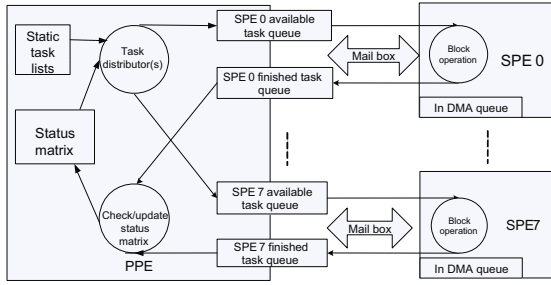 Static
task
lists
Task
distributor(s)
SPE 0 available
task queue
SPE 0 finished task
queue
Mail box
Block
operation
SPE 0
In DMA queue
Status
matrix
Check/update
status
matrix
PPE
SPE 7 available
task queue
SPE 7 finished
task queue
Mail box
Block
operation
SPE7
In DMA queue